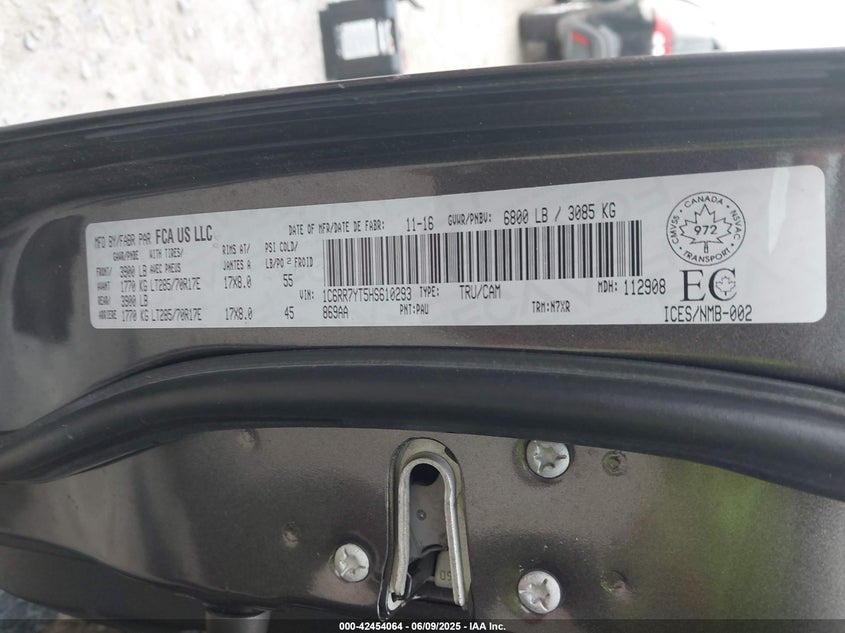 MFD BY/FABR PAR FCA US LLC
DATE OF MFR/DATE DE FABR: 11-16 GVWR/PNBV: 6800 LB / 3085 KG
GAWR/PNBE WITH TIRES/ RIMS AT/ PSI COLD/
FRONT/ 3900 LB AVEC PNEUS JANTES A LB/PO² FROID
AVANT 1770 KG LT285/70R17E 17X8.0 55
REAR/ 3900 LB
ARRIERE 1770 KG LT285/70R17E 17X8.0 45
VIN: 1C6RR7YT5HS610293 TYPE: TRU/CAM MDH: 112908
869AA PNT:PAU TRM:N7XR
CANADA
CMVSS 972 NSVAC
TRANSPORT
EC
ICES/NMB-002
000-42454064 - 06/09/2025 - IAA Inc.